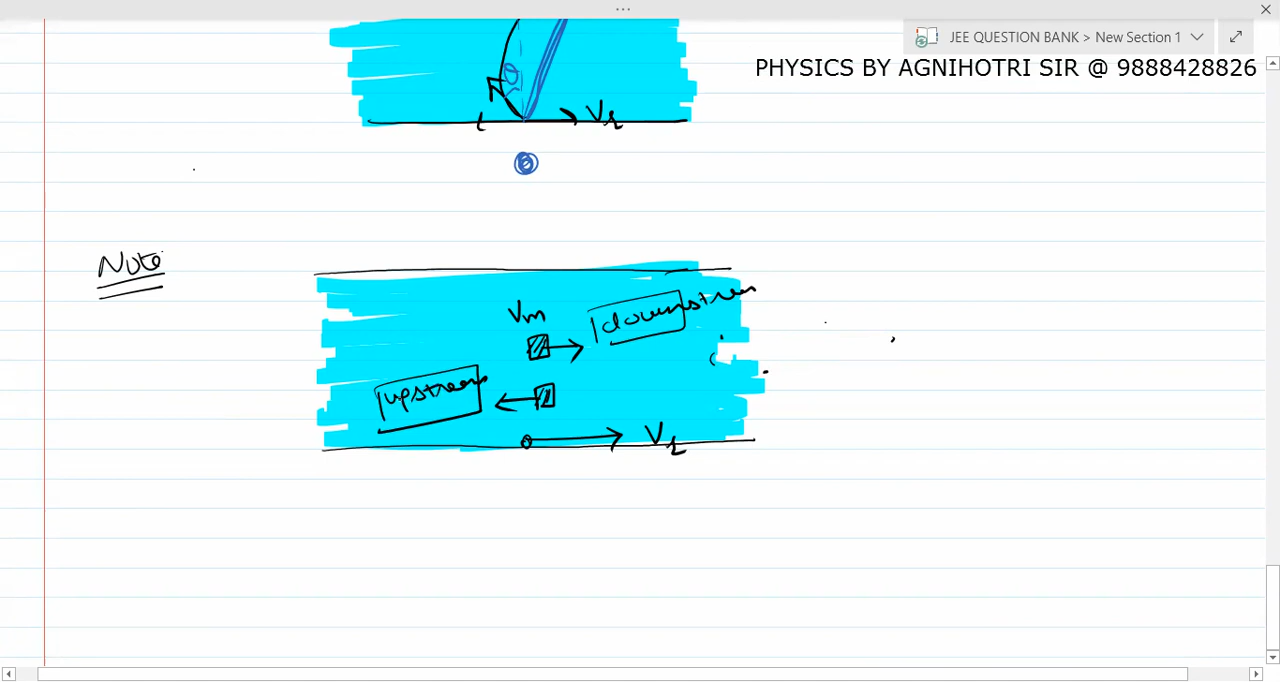 JEE QUESTION BANK > New Section 1
PHYSICS BY AGNIHOTRI SIR @ 9888428826
θ
Vr
Note
Vm
downstream
upstream
Vr